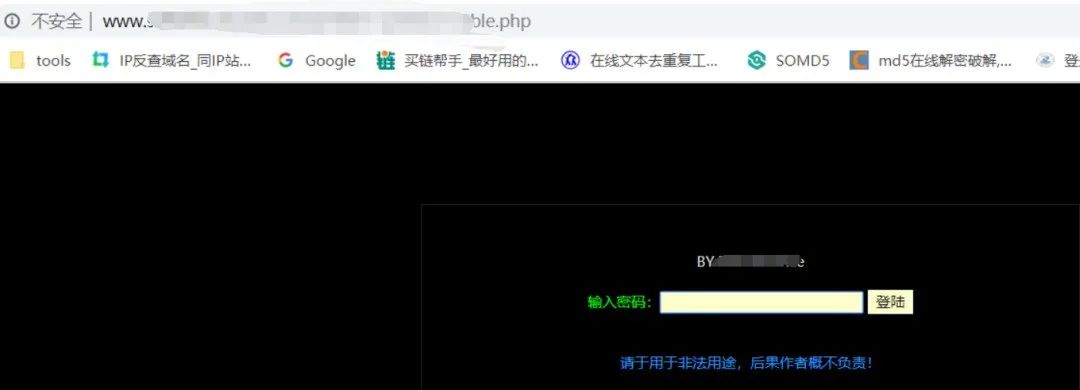 不安全 | www.s ble.php
tools IP反查域名_同IP站... Google 买链帮手_最好用的... 在线文本去重复工... SOMD5 md5在线解密破解,... 登
BY e
输入密码： 登陆
请于用于非法用途，后果作者概不负责！